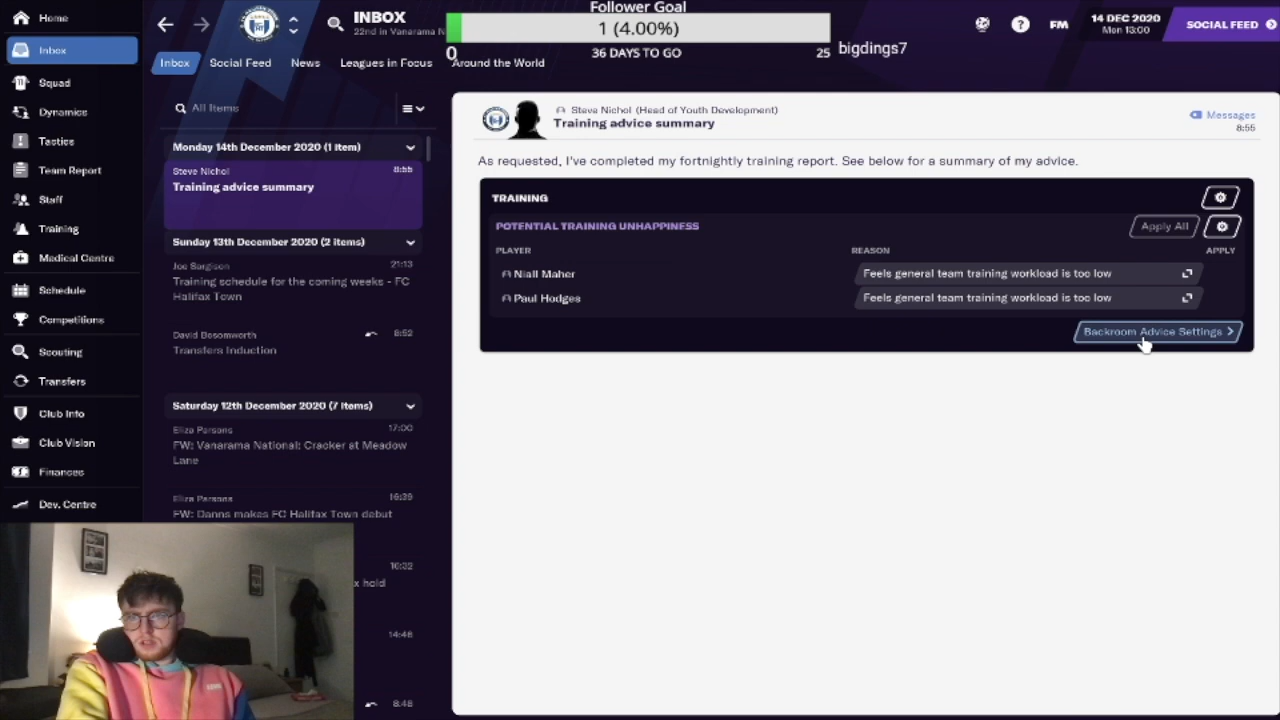 Home
Inbox
Squad
Dynamics
Tactics
Team Report
Staff
Training
Medical Centre
Schedule
Competitions
Scouting
Transfers
Club Info
Club Vision
Finances
Dev. Centre
INBOX
22nd in Vanarama N
Follower Goal
1 (4.00%)
0
36 DAYS TO GO
25
bigdings7
FM
14 DEC 2020
Mon 13:00
SOCIAL FEED
Inbox
Social Feed
News
Leagues in Focus
Around the World
All Items
Monday 14th December 2020 (1 item)
Steve Nichol
8:55
Training advice summary
Sunday 13th December 2020 (2 items)
Joe Sargison
21:13
Training schedule for the coming weeks - FC
Halifax Town
David Bosomworth
8:52
Transfers Induction
Saturday 12th December 2020 (7 items)
Eliza Parsons
17:00
FW: Vanarama National: Cracker at Meadow
Lane
Eliza Parsons
16:39
FW: Danns makes FC Halifax Town debut
16:32
x hold
14:46
8:48
Steve Nichol (Head of Youth Development)
Training advice summary
Messages
8:55
As requested, I've completed my fortnightly training report. See below for a summary of my advice.
TRAINING
POTENTIAL TRAINING UNHAPPINESS
Apply All
PLAYER
REASON
APPLY
Niall Maher
Feels general team training workload is too low
Paul Hodges
Feels general team training workload is too low
Backroom Advice Settings